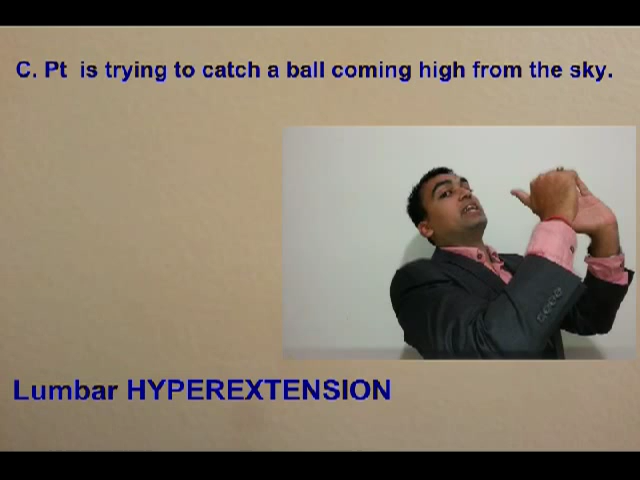 C. Pt is trying to catch a ball coming high from the sky.
Lumbar HYPEREXTENSION